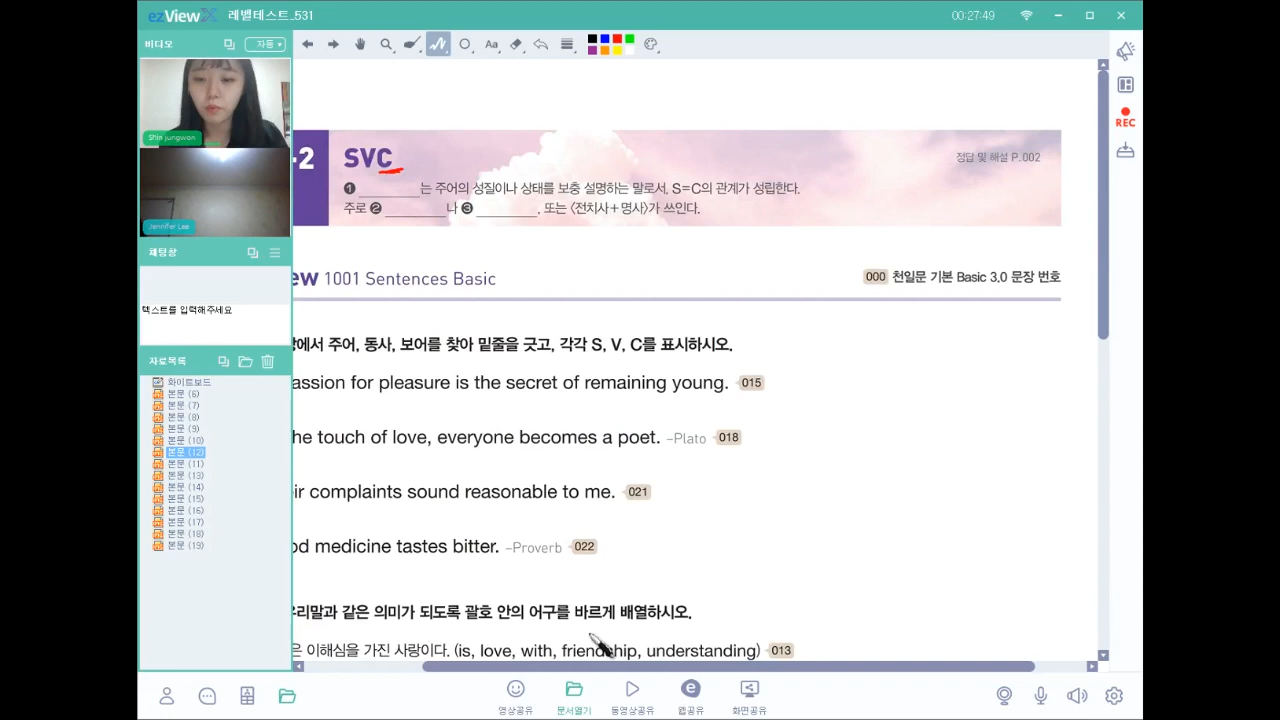 ezView X 레벨테스트_531 00:27:49
비디오 자동
Aa
Shin jungwon
Jennifer Lee
채팅창
텍스트를 입력해주세요
자료목록
화이트보드
본문 (6)
본문 (7)
본문 (8)
본문 (9)
본문 (10)
본문 (12)
본문 (11)
본문 (13)
본문 (14)
본문 (15)
본문 (16)
본문 (17)
본문 (18)
본문 (19)
-2 SVC 정답 및 해설 P.002
❶ ________는 주어의 성질이나 상태를 보충 설명하는 말로서, S=C의 관계가 성립한다.
주로 ❷ ________나 ❸ ________, 또는 〈전치사+명사〉가 쓰인다.
ew 1001 Sentences Basic 000 천일문 기본 Basic 3.0 문장 번호
에서 주어, 동사, 보어를 찾아 밑줄을 긋고, 각각 S, V, C를 표시하시오.
assion for pleasure is the secret of remaining young. 015
he touch of love, everyone becomes a poet. –Plato 018
ir complaints sound reasonable to me. 021
od medicine tastes bitter. –Proverb 022
우리말과 같은 의미가 되도록 괄호 안의 어구를 바르게 배열하시오.
은 이해심을 가진 사랑이다. (is, love, with, friendship, understanding) 013
REC
영상공유
문서열기
동영상공유
웹공유
화면공유